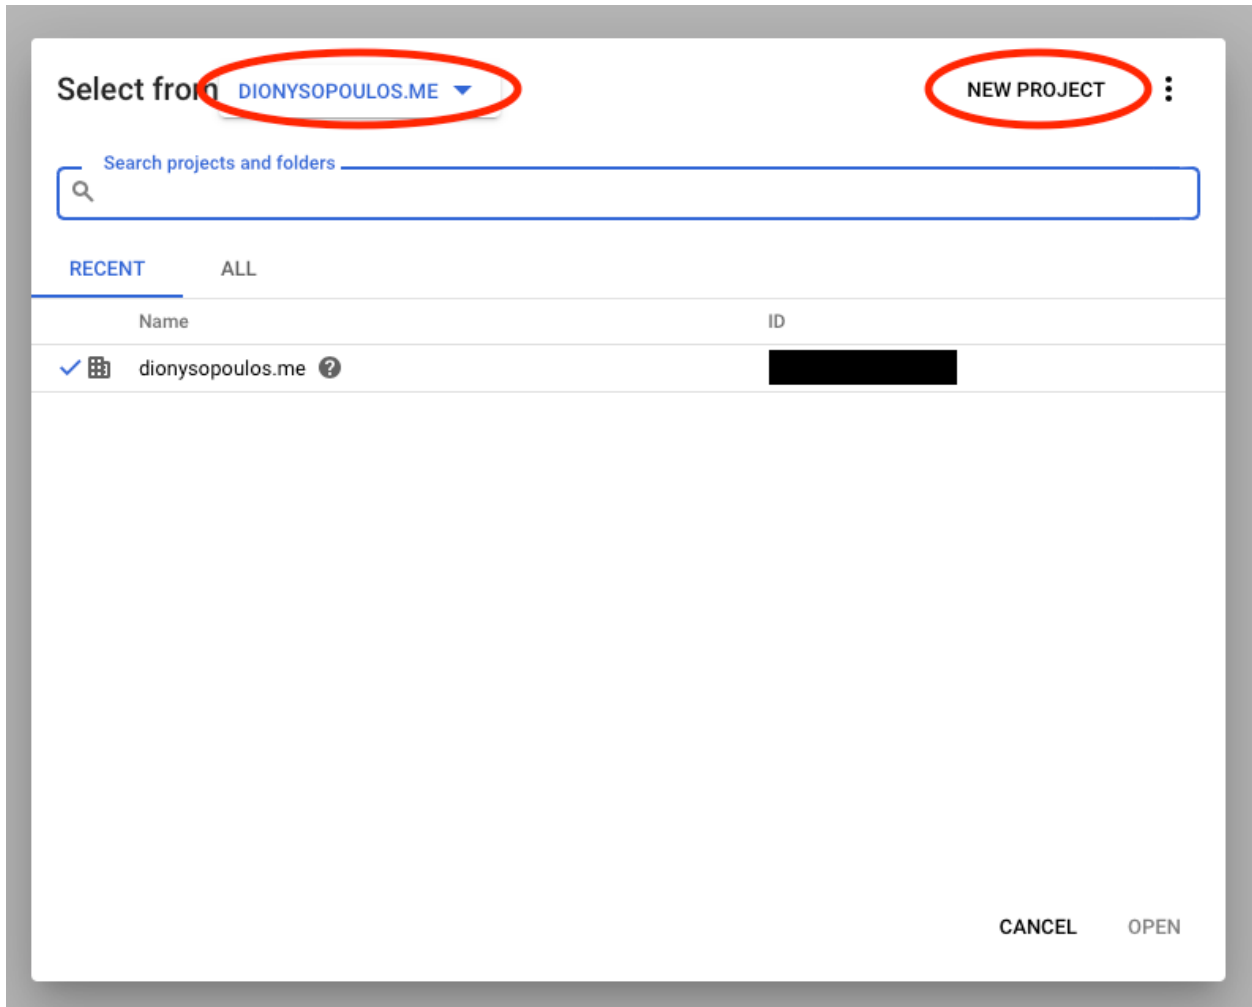 Select from DIONYSOPOULOS.ME NEW PROJECT
Search projects and folders
RECENT ALL
Name ID
dionysopoulos.me
CANCEL OPEN